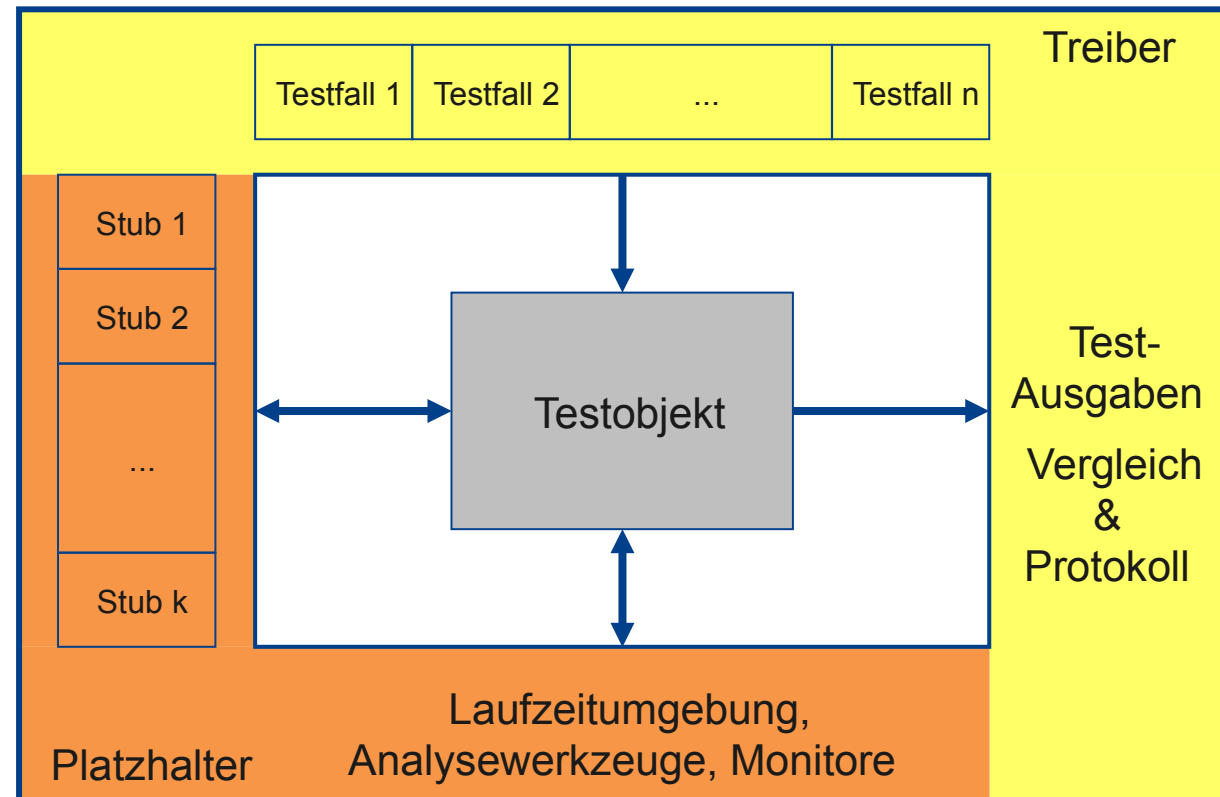 Treiber
Testfall 1
Testfall 2
...
Testfall n
Stub 1
Stub 2
...
Stub k
Testobjekt
Test-
Ausgaben
Vergleich
&
Protokoll
Platzhalter
Laufzeitumgebung,
Analysewerkzeuge, Monitore